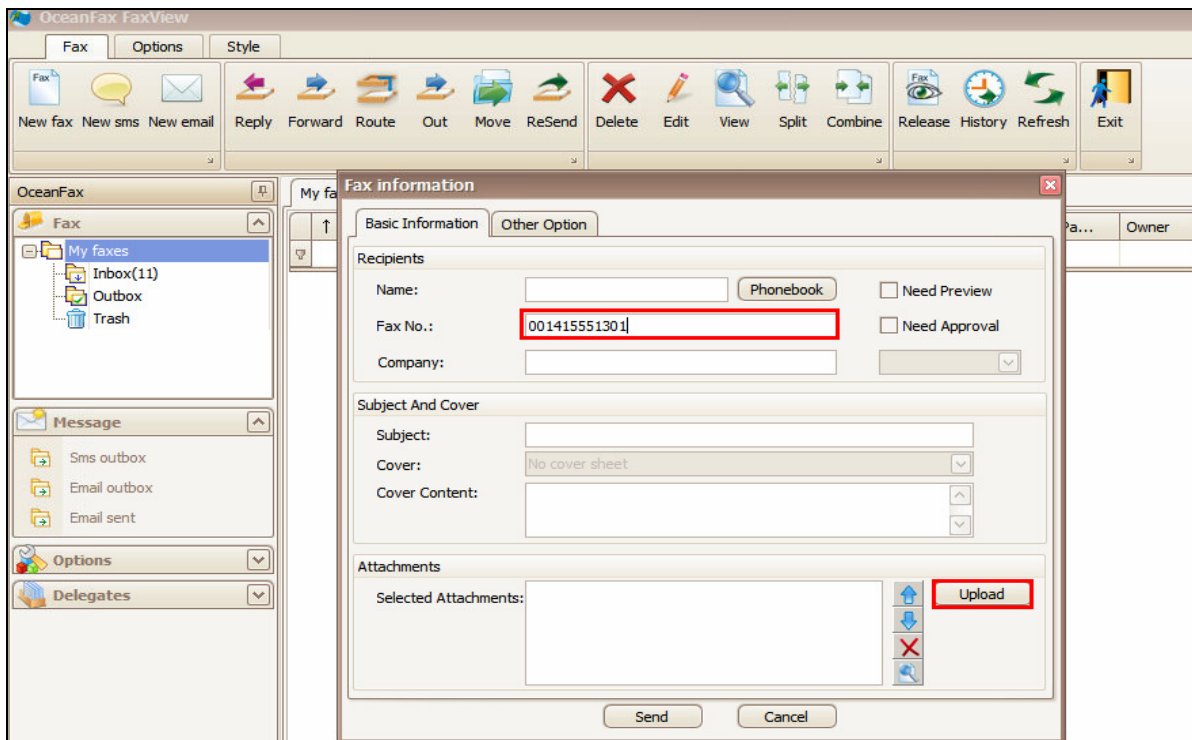 OceanFax FaxView
Fax Options Style
Fax Fax
New fax New sms New email Reply Forward Route Out Move ReSend Delete Edit View Split Combine Release History Refresh Exit
OceanFax
Fax
My faxes
Inbox(11)
Outbox
Trash
Message
Sms outbox
Email outbox
Email sent
Options
Delegates
My fa
↑ Pa... Owner
Fax information
Basic Information Other Option
Recipients
Name: Phonebook Need Preview
Fax No.: 001415551301 Need Approval
Company:
Subject And Cover
Subject:
Cover: No cover sheet
Cover Content:
Attachments
Selected Attachments: Upload
Send Cancel